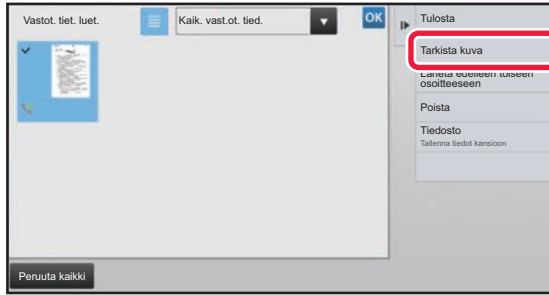 Vastot. tiet. luet.
Kaik. vast.ot. tied.
OK
Tulosta
Tarkista kuva
Lähetä edelleen toiseen
osoitteeseen
Poista
Tiedosto
Tallenna tiedot kansioon
Peruuta kaikki